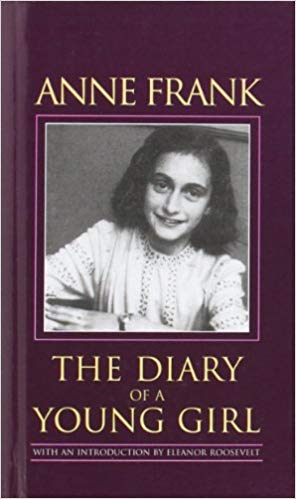 ANNE FRANK
THE DIARY
OF A
YOUNG GIRL
WITH AN INTRODUCTION BY ELEANOR ROOSEVELT